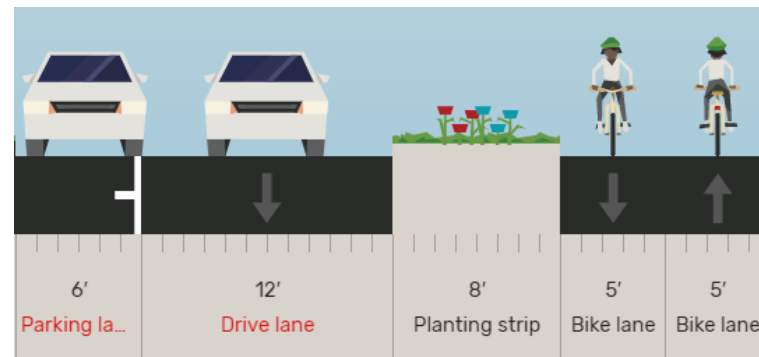 6′
12′
8′
5′
5′
Parking la...
Drive lane
Planting strip
Bike lane
Bike lane